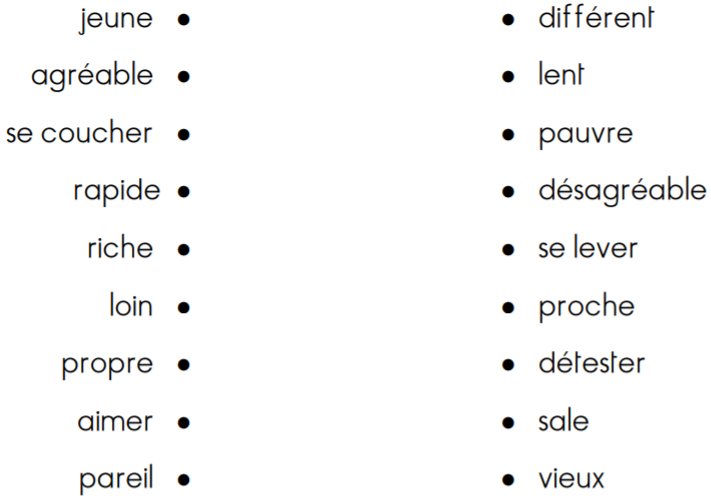 jeune • • différent
agréable • • lent
se coucher • • pauvre
rapide • • désagréable
riche • • se lever
loin • • proche
propre • • détester
aimer • • sale
pareil • • vieux